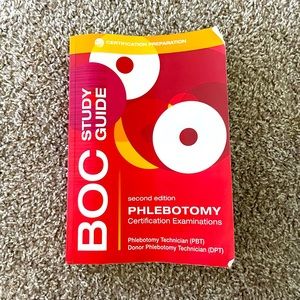 CERTIFICATION PREPARATION
BOC
STUDY
GUIDE
second edition
PHLEBOTOMY
Certification Examinations
Phlebotomy Technician (PBT)
Donor Phlebotomy Technician (DPT)